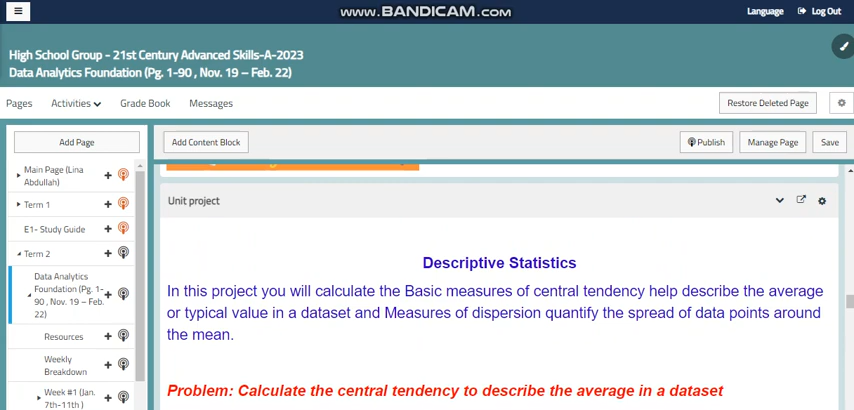 www.BANDICAM.com
Language Log Out
High School Group - 21st Century Advanced Skills-A-2023
Data Analytics Foundation (Pg. 1-90 , Nov. 19 – Feb. 22)
Pages Activities Grade Book Messages Restore Deleted Page
Add Page Add Content Block Publish Manage Page Save
Main Page (Lina
Abdullah)
Term 1
E1- Study Guide
Term 2
Data Analytics
Foundation (Pg. 1-
90 , Nov. 19 – Feb.
22)
Resources
Weekly
Breakdown
Week #1 (Jan.
7th-11th )
Unit project
Descriptive Statistics
In this project you will calculate the Basic measures of central tendency help describe the average
or typical value in a dataset and Measures of dispersion quantify the spread of data points around
the mean.
Problem: Calculate the central tendency to describe the average in a dataset